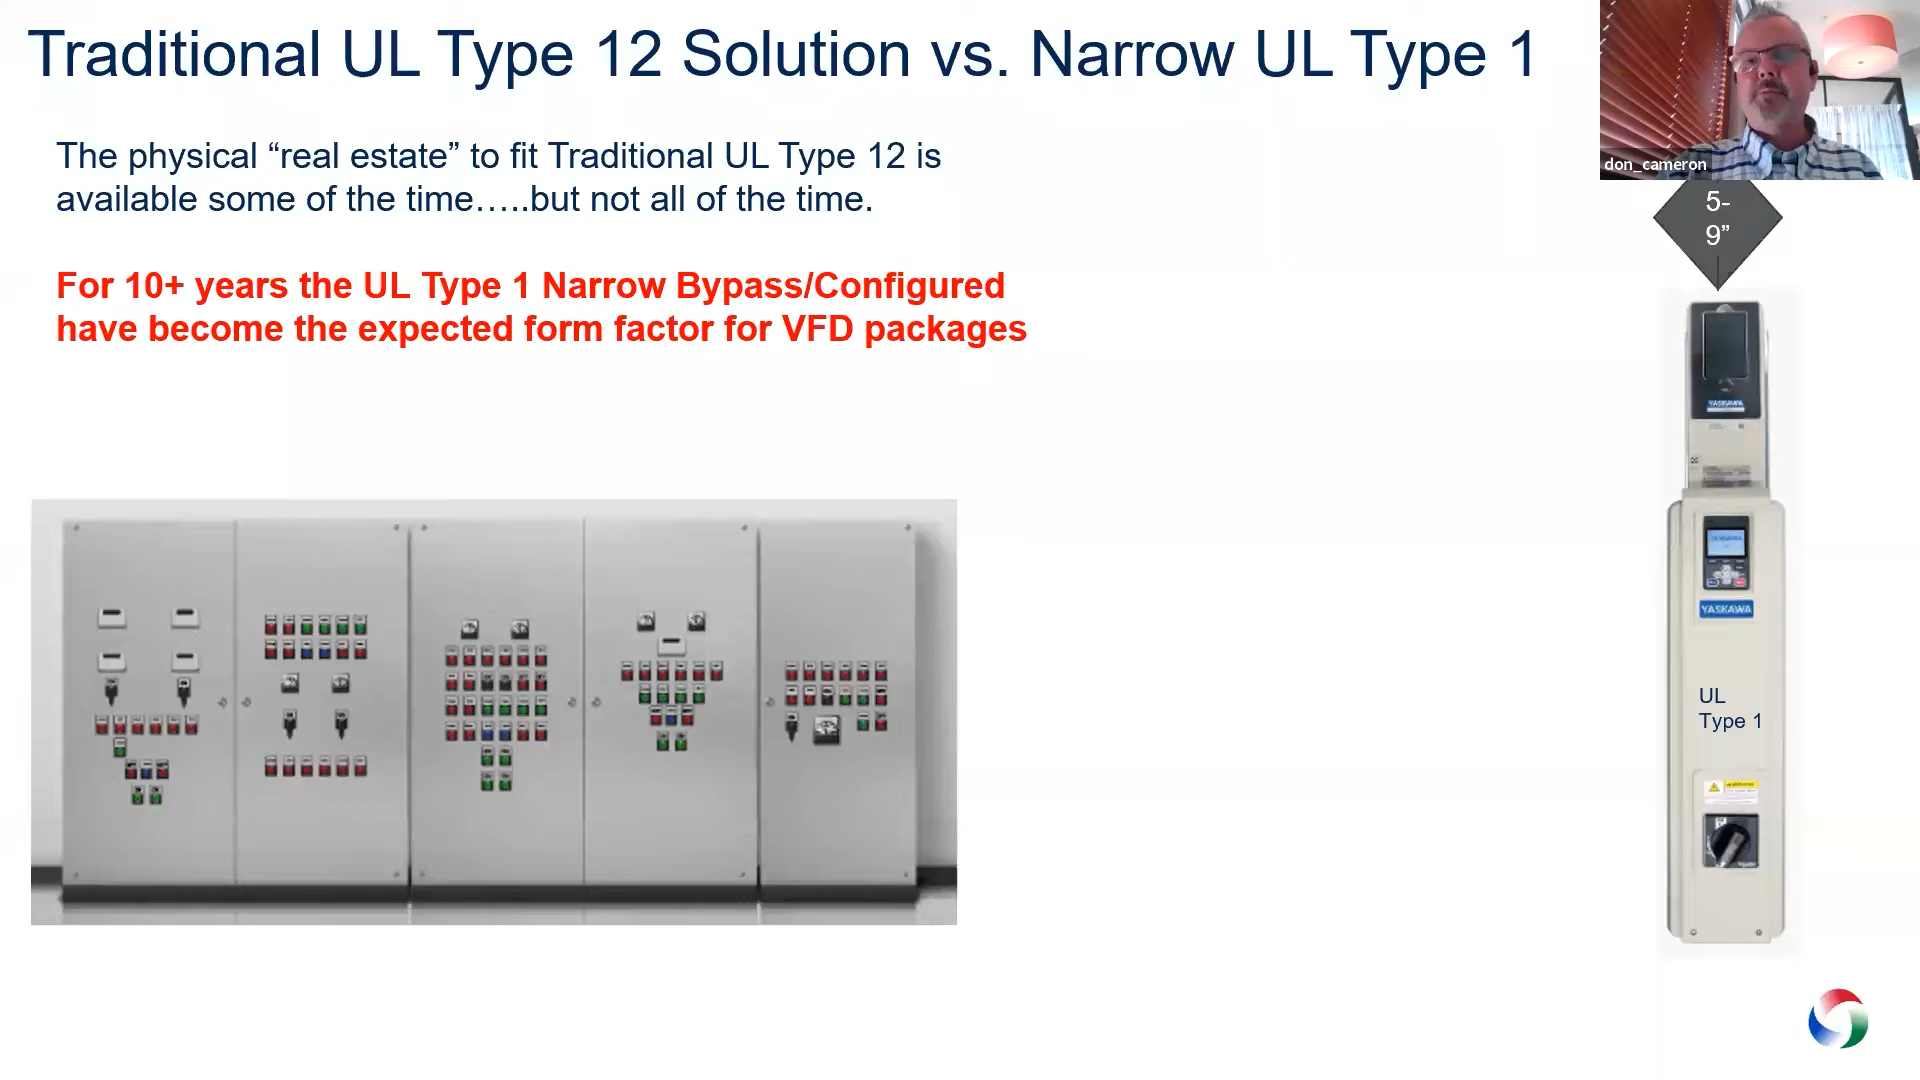 Traditional UL Type 12 Solution vs. Narrow UL Type 1
don_cameron
The physical “real estate” to fit Traditional UL Type 12 is
available some of the time…..but not all of the time.
5-
9”
For 10+ years the UL Type 1 Narrow Bypass/Configured
have become the expected form factor for VFD packages
YASKAWA
YASKAWA
UL
Type 1